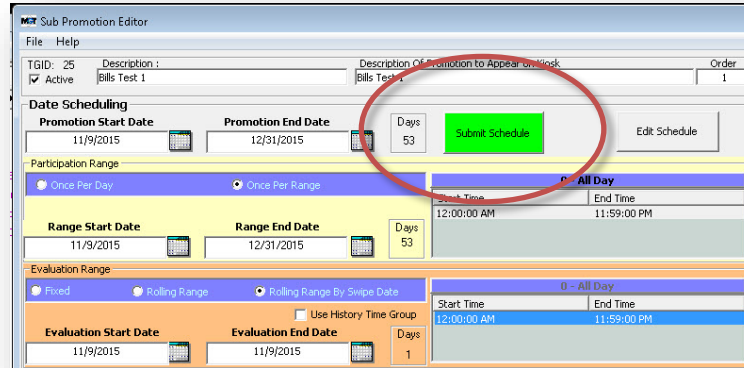 MGT Sub Promotion Editor
File Help
TGID: 25 Description : Description Of Promotion to Appear on Kiosk Order
Active Bills Test 1 Bills Test 1 1
Date Scheduling
Promotion Start Date Promotion End Date Days
11/9/2015 12/31/2015 53 Submit Schedule Edit Schedule
Participation Range
Once Per Day Once Per Range 0 - All Day
Start Time End Time
12:00:00 AM 11:59:00 PM
Range Start Date Range End Date Days
11/9/2015 12/31/2015 53
Evaluation Range
Fixed Rolling Range Rolling Range By Swipe Date 0 - All Day
Use History Time Group Start Time End Time
12:00:00 AM 11:59:00 PM
Evaluation Start Date Evaluation End Date Days
11/9/2015 11/9/2015 1